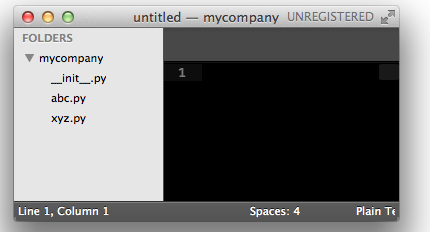 untitled — mycompany UNREGISTERED
FOLDERS
mycompany
__init__.py
abc.py
xyz.py
1
Line 1, Column 1 Spaces: 4 Plain Te